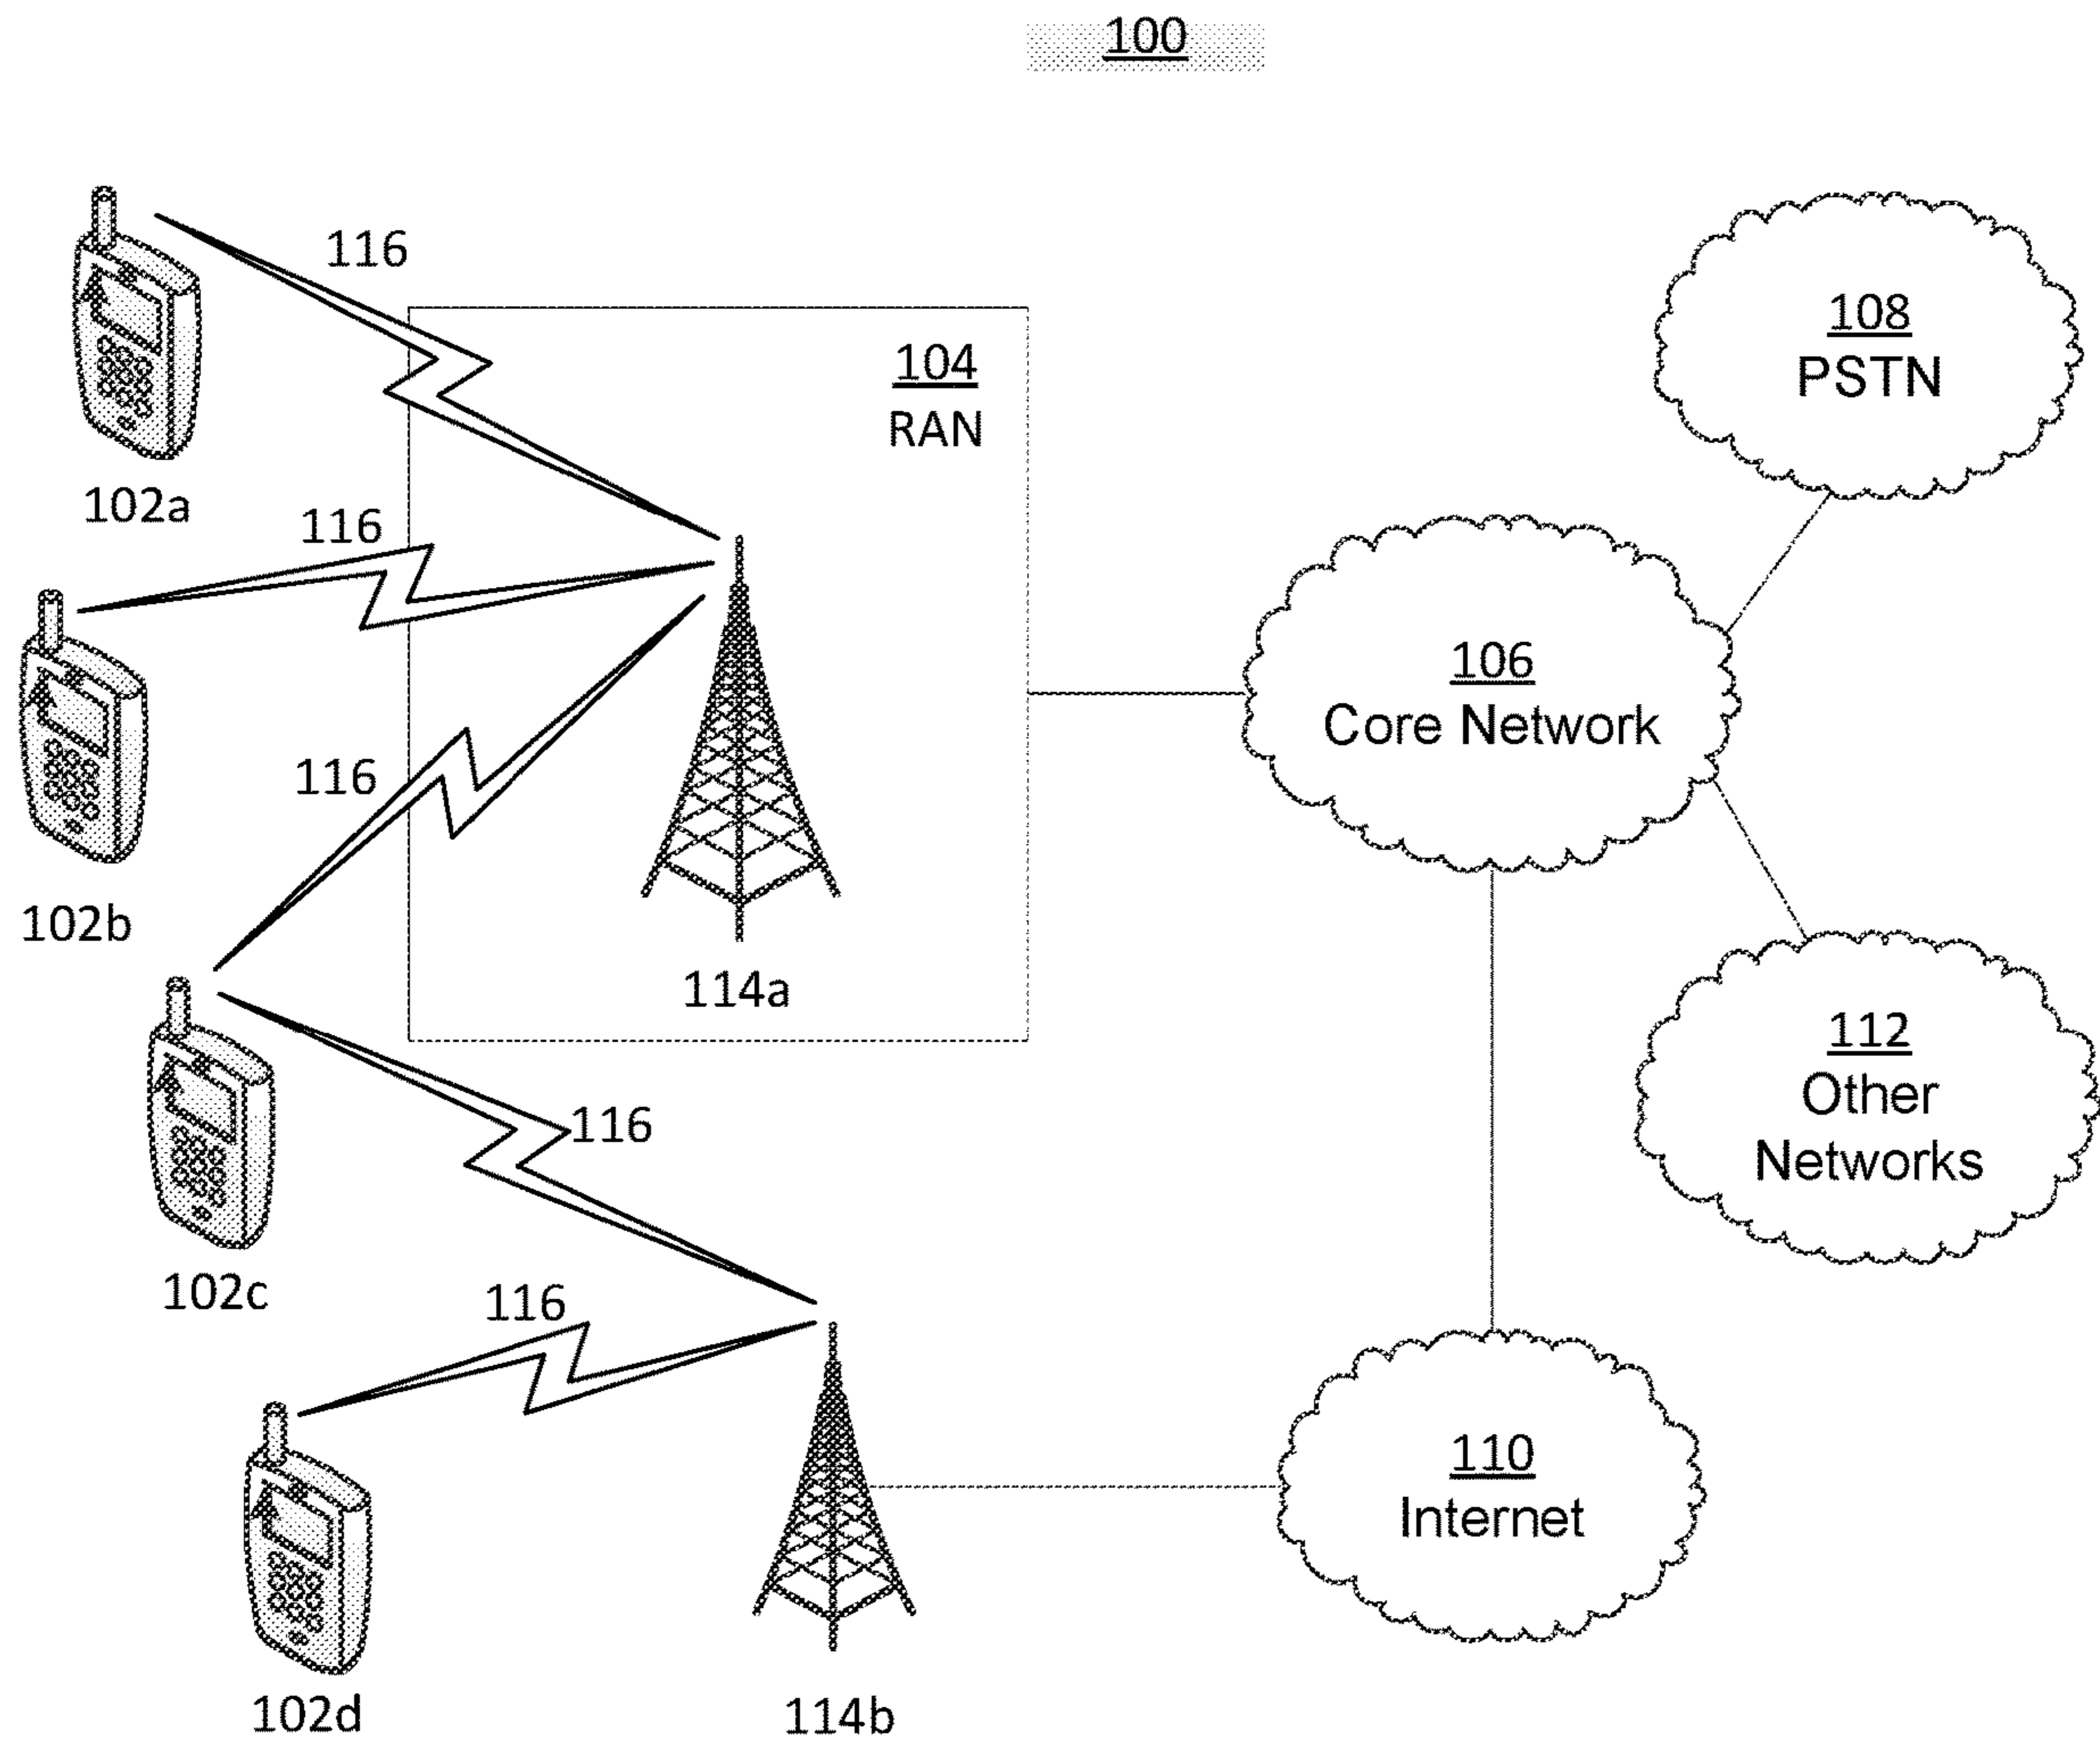 100
116
108
PSTN
104
RAN
102a
116
106
Core Network
116
102b
114a
112
Other
Networks
116
102c
116
110
Internet
102d
114b